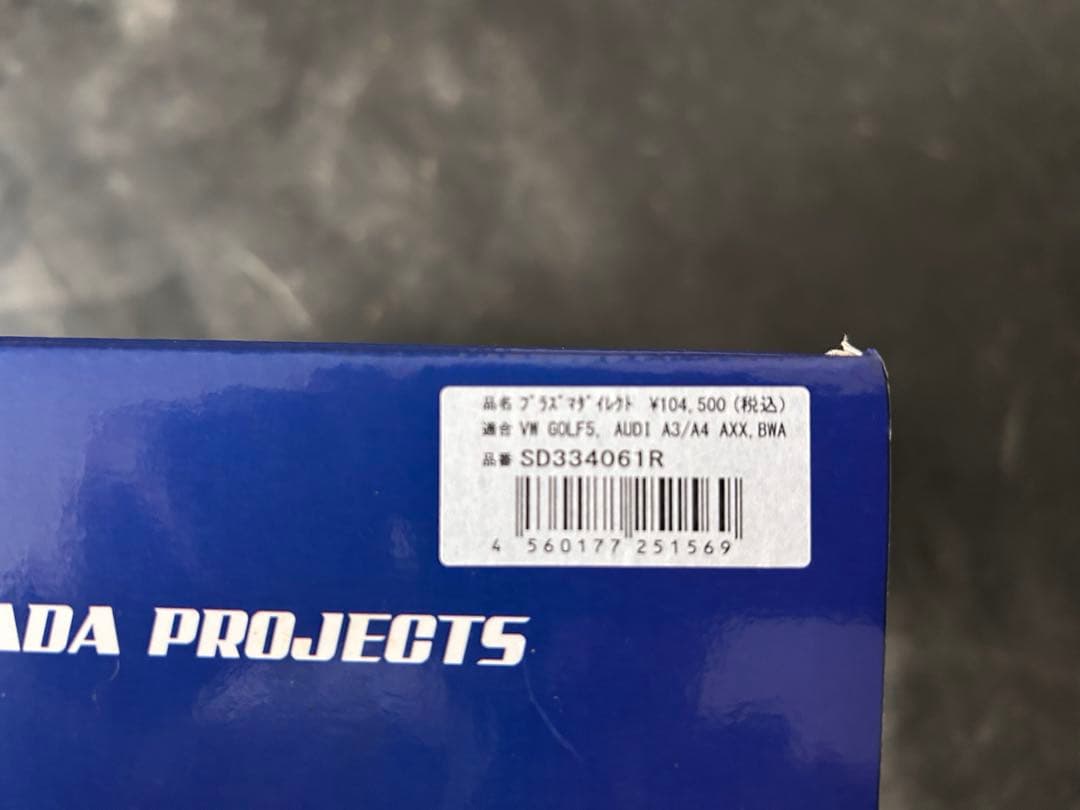 品名 プラズマダイレクト ¥104,500(税込)
適合 VW GOLF5, AUDI A3/A4 AXX,BWA
品番 SD334061R
4 560177 251569
ADA PROJECTS